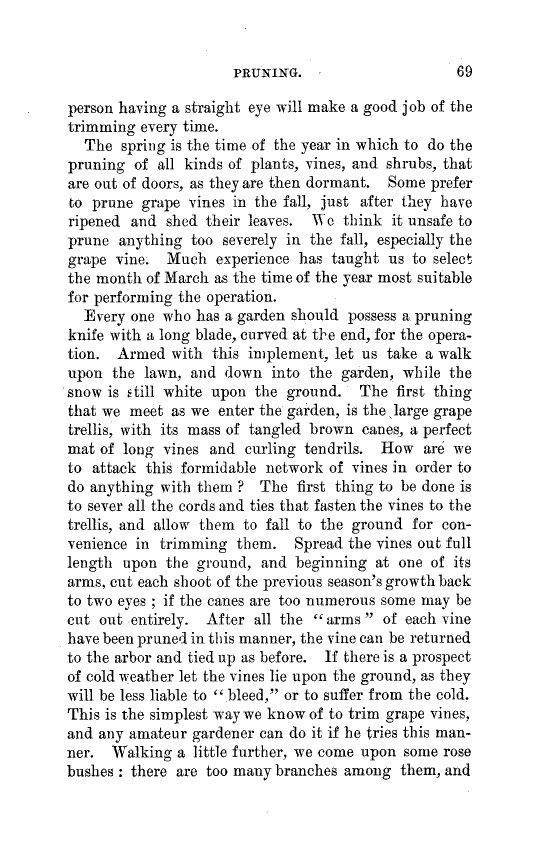 PRUNING. 69
person having a straight eye will make a good job of the
trimming every time.
The spring is the time of the year in which to do the
pruning of all kinds of plants, vines, and shrubs, that
are out of doors, as they are then dormant. Some prefer
to prune grape vines in the fall, just after they have
ripened and shed their leaves. We think it unsafe to
prune anything too severely in the fall, especially the
grape vine. Much experience has taught us to select
the month of March as the time of the year most suitable
for performing the operation.
Every one who has a garden should possess a pruning
knife with a long blade, curved at the end, for the opera-
tion. Armed with this implement, let us take a walk
upon the lawn, and down into the garden, while the
snow is still white upon the ground. The first thing
that we meet as we enter the garden, is the large grape
trellis, with its mass of tangled brown canes, a perfect
mat of long vines and curling tendrils. How are we
to attack this formidable network of vines in order to
do anything with them ? The first thing to be done is
to sever all the cords and ties that fasten the vines to the
trellis, and allow them to fall to the ground for con-
venience in trimming them. Spread the vines out full
length upon the ground, and beginning at one of its
arms, cut each shoot of the previous season's growth back
to two eyes ; if the canes are too numerous some may be
cut out entirely. After all the "arms" of each vine
have been pruned in this manner, the vine can be returned
to the arbor and tied up as before. If there is a prospect
of cold weather let the vines lie upon the ground, as they
will be less liable to "bleed," or to suffer from the cold.
This is the simplest way we know of to trim grape vines,
and any amateur gardener can do it if he tries this man-
ner. Walking a little further, we come upon some rose
bushes : there are too many branches among them, and